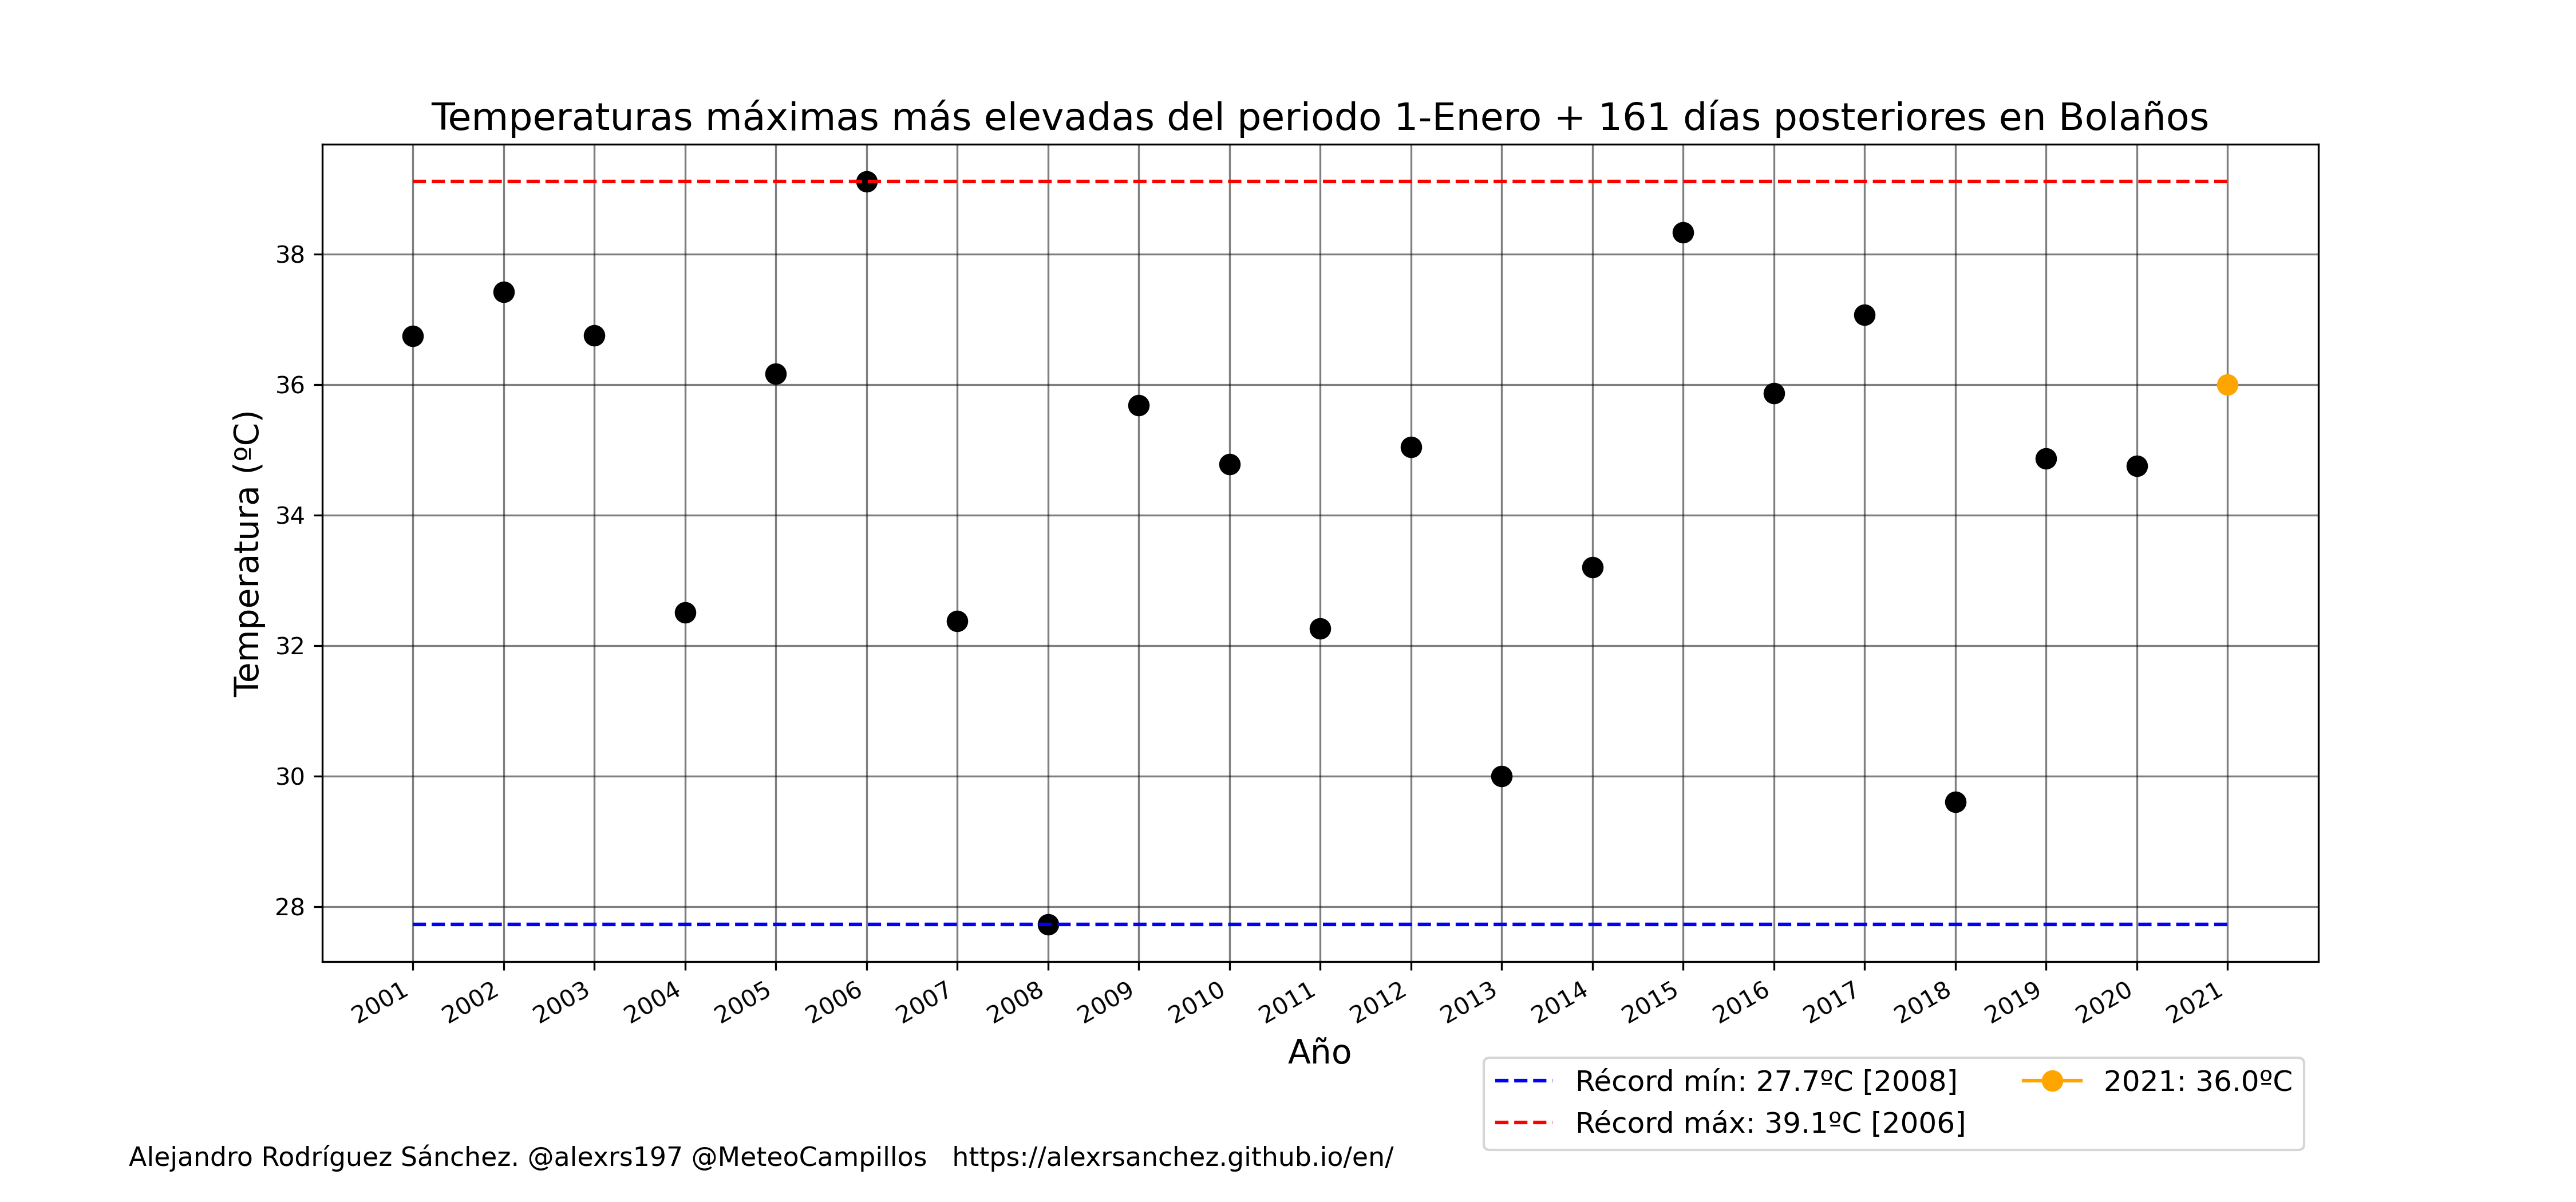 Temperaturas máximas más elevadas del periodo 1-Enero + 161 días posteriores en Bolaños
Temperatura (ºC)
38
36
34
32
30
28
2001 2002 2003 2004 2005 2006 2007 2008 2009 2010 2011 2012 2013 2014 2015 2016 2017 2018 2019 2020 2021
Año
Récord mín: 27.7ºC [2008]
Récord máx: 39.1ºC [2006]
2021: 36.0ºC
Alejandro Rodríguez Sánchez. @alexrs197 @MeteoCampillos https://alexrsanchez.github.io/en/